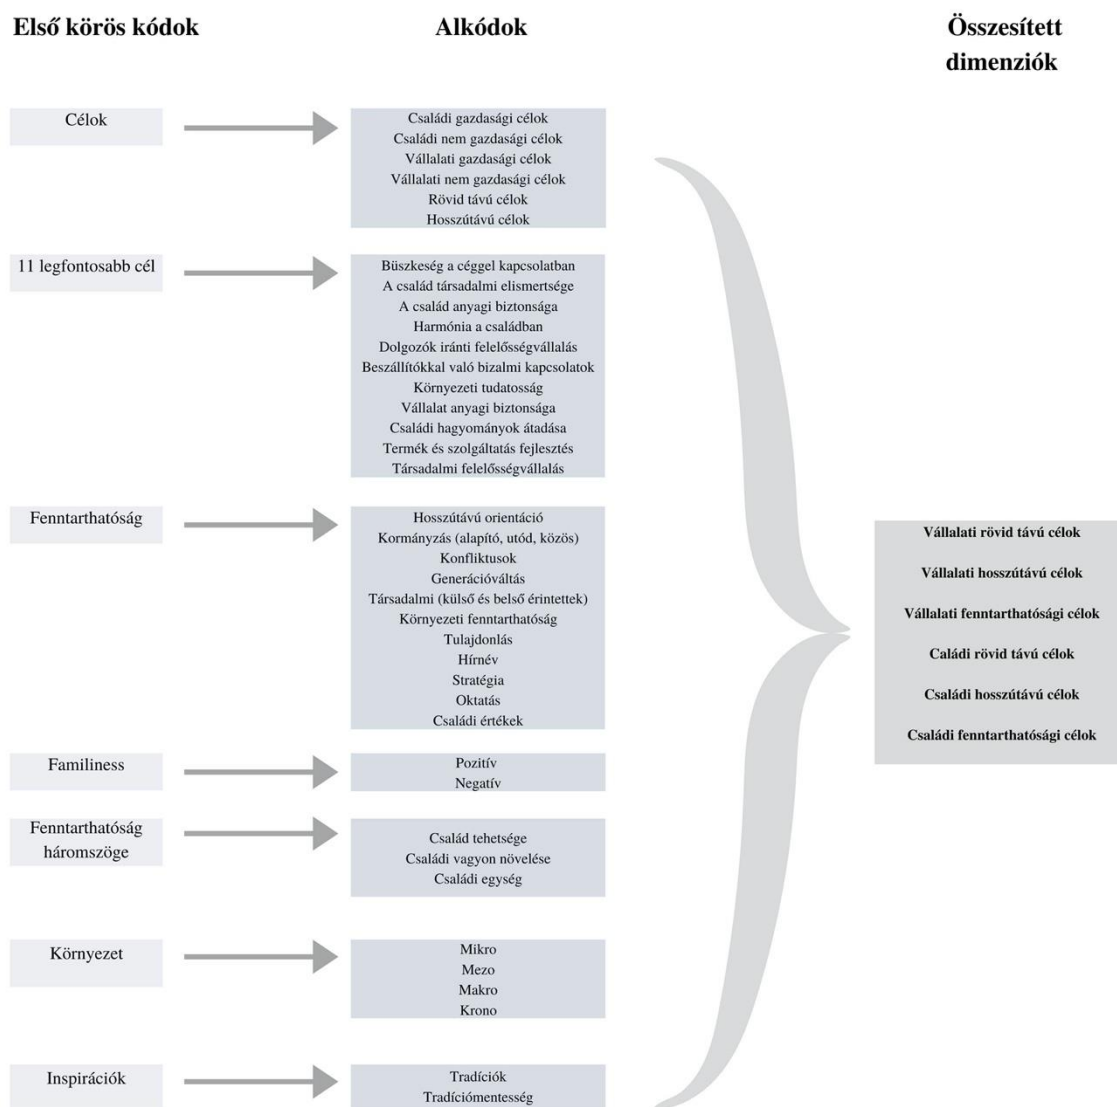 Első körös kódok
Alkódok
Összesített
dimenziók
Célok
Családi gazdasági célok
Családi nem gazdasági célok
Vállalati gazdasági célok
Vállalati nem gazdasági célok
Rövid távú célok
Hosszútávú célok
11 legfontosabb cél
Büszkeség a céggel kapcsolatban
A család társadalmi elismertsége
A család anyagi biztonsága
Harmónia a családban
Dolgozók iránti felelősségvállalás
Beszállítókkal való bizalmi kapcsolatok
Környezeti tudatosság
Vállalat anyagi biztonsága
Családi hagyományok átadása
Termék és szolgáltatás fejlesztés
Társadalmi felelősségvállalás
Fenntarthatóság
Hosszútávú orientáció
Kormányzás (alapító, utód, közös)
Konfliktusok
Generációváltás
Társadalmi (külső és belső érintettek)
Környezeti fenntarthatóság
Tulajdonlás
Hírnév
Stratégia
Oktatás
Családi értékek
Familiness
Pozitív
Negatív
Fenntarthatóság
háromszöge
Család tehetsége
Családi vagyon növelése
Családi egység
Környezet
Mikro
Mezo
Makro
Krono
Inspirációk
Tradíciók
Tradíciómentesség
Vállalati rövid távú célok
Vállalati hosszútávú célok
Vállalati fenntarthatósági célok
Caládi rövid távú célok
Családi hosszútávú célok
Családi fenntarthatósági célok